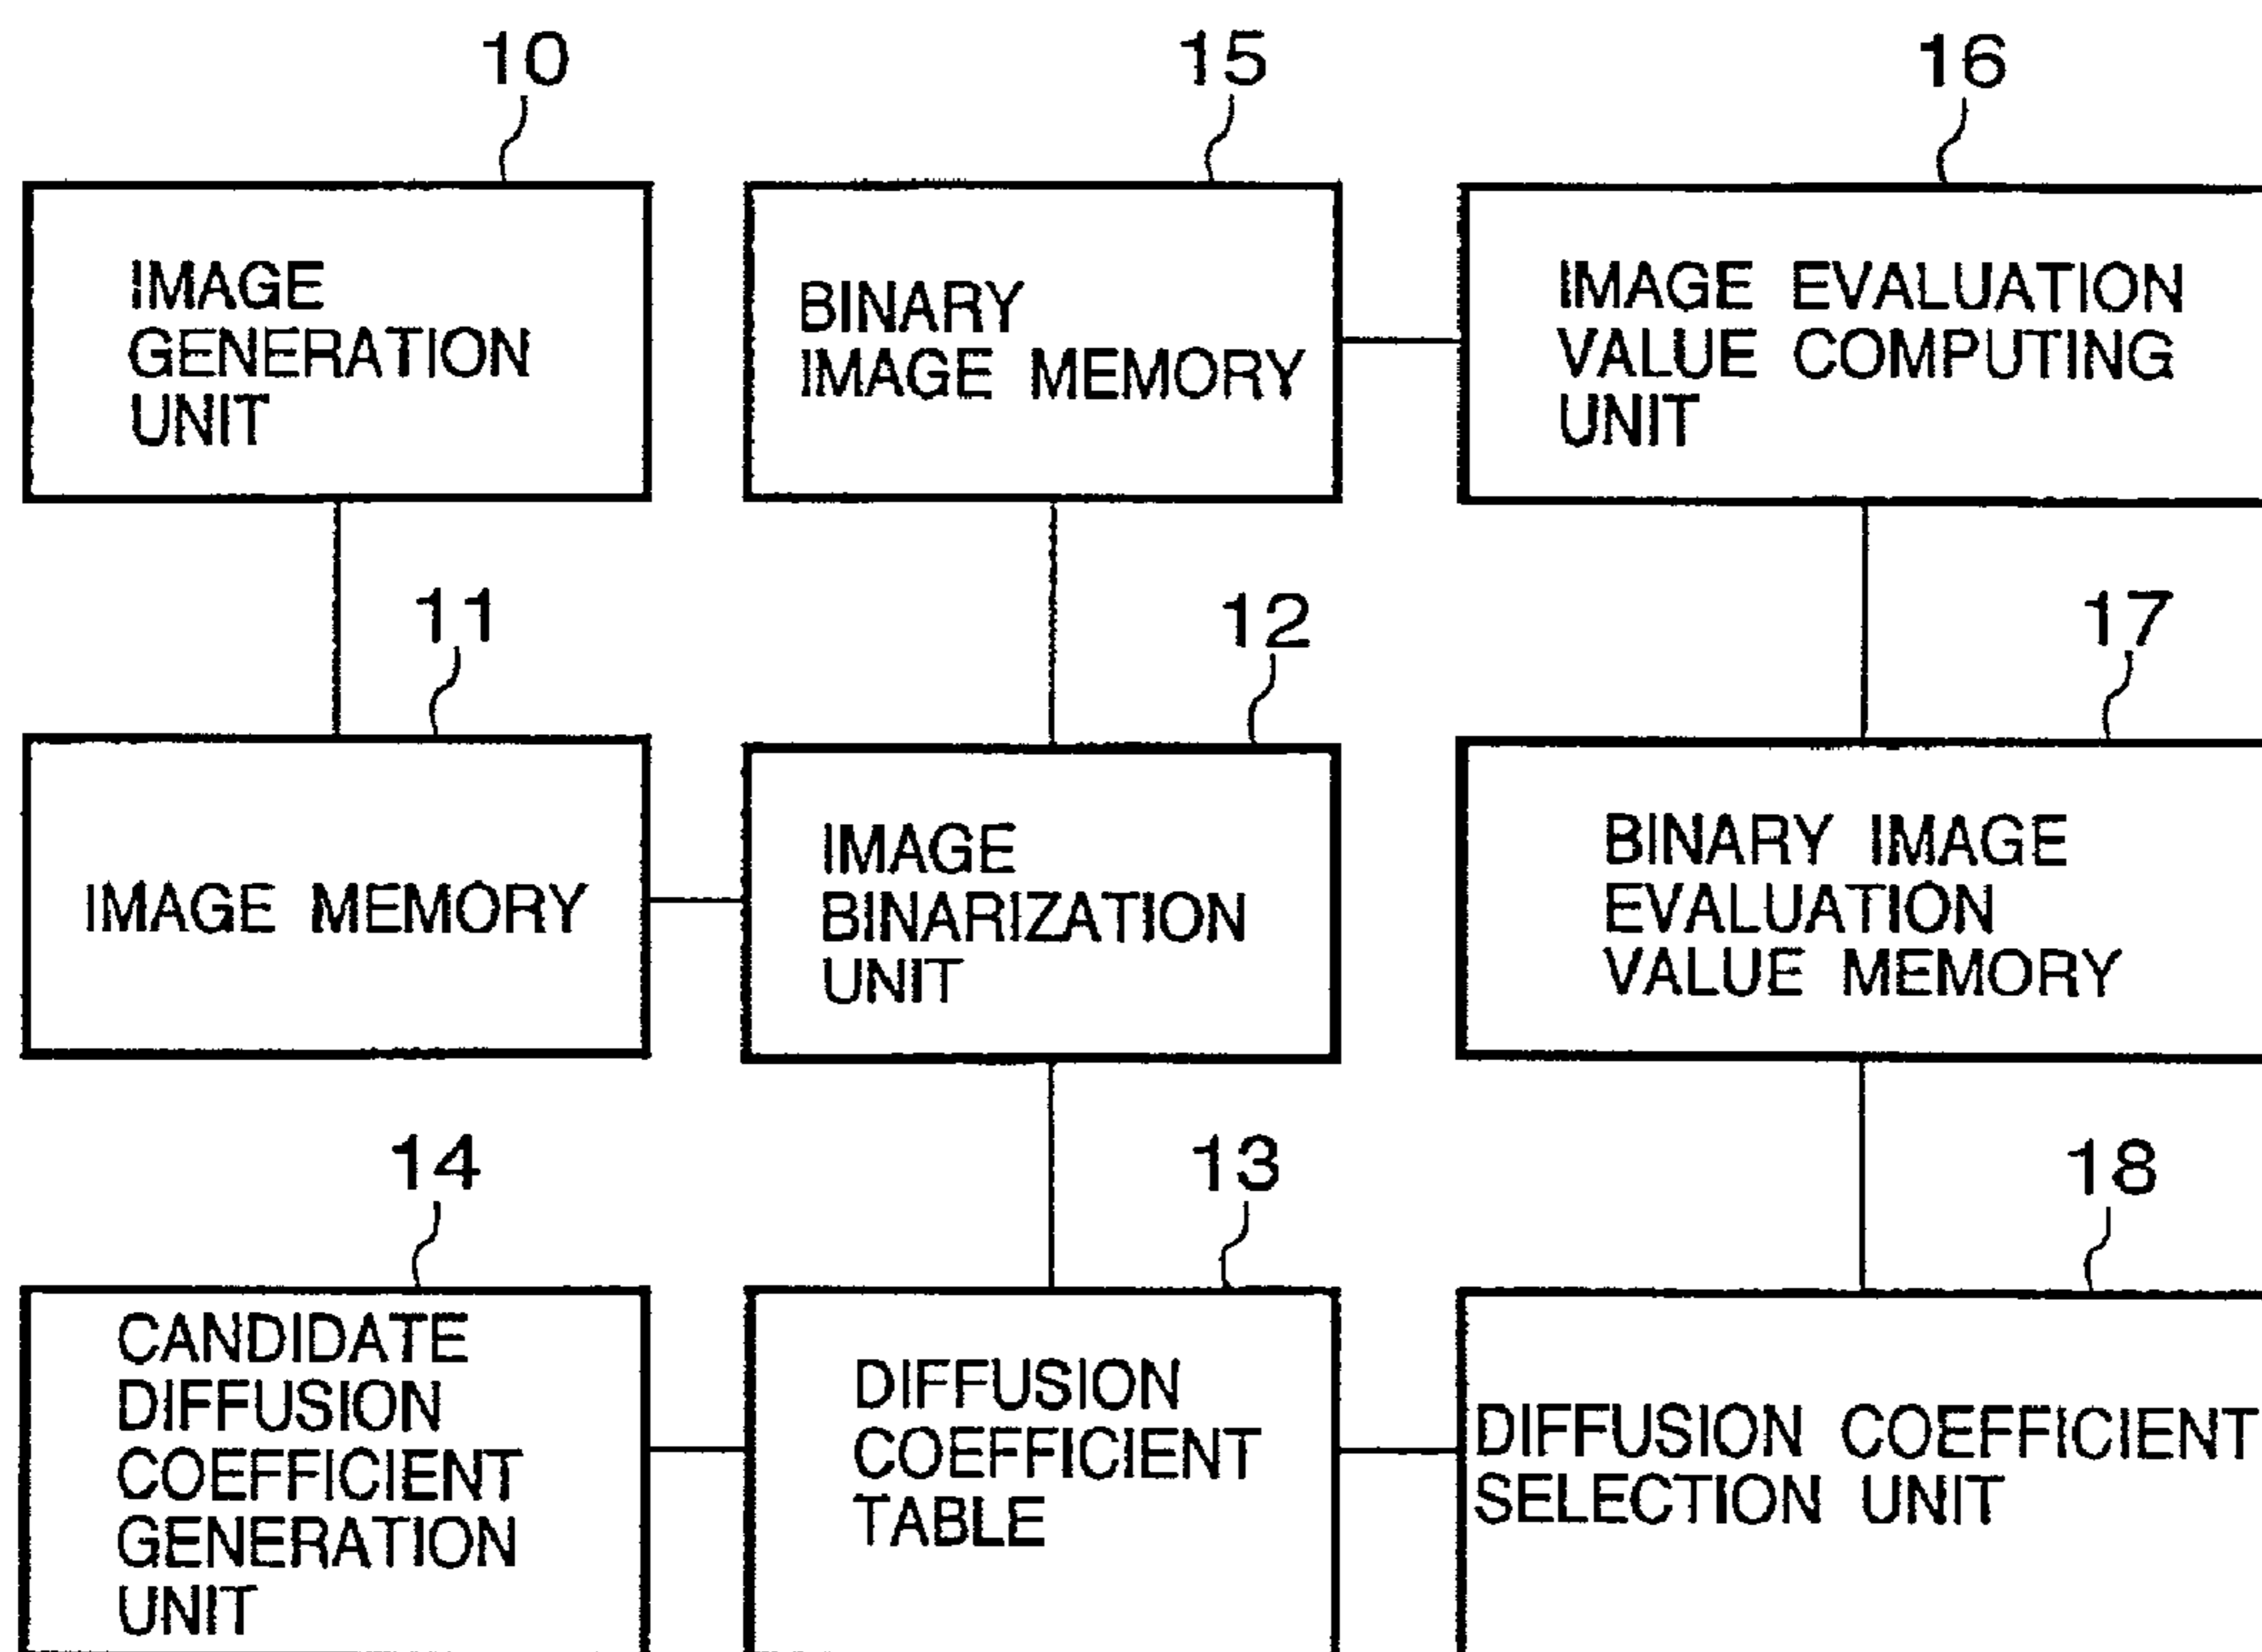 10
IMAGE
GENERATION
UNIT
15
BINARY
IMAGE MEMORY
16
IMAGE EVALUATION
VALUE COMPUTING
UNIT
11
IMAGE MEMORY
12
IMAGE
BINARIZATION
UNIT
17
BINARY IMAGE
EVALUATION
VALUE MEMORY
14
CANDIDATE
DIFFUSION
COEFFICIENT
GENERATION
UNIT
13
DIFFUSION
COEFFICIENT
TABLE
18
DIFFUSION COEFFICIENT
SELECTION UNIT